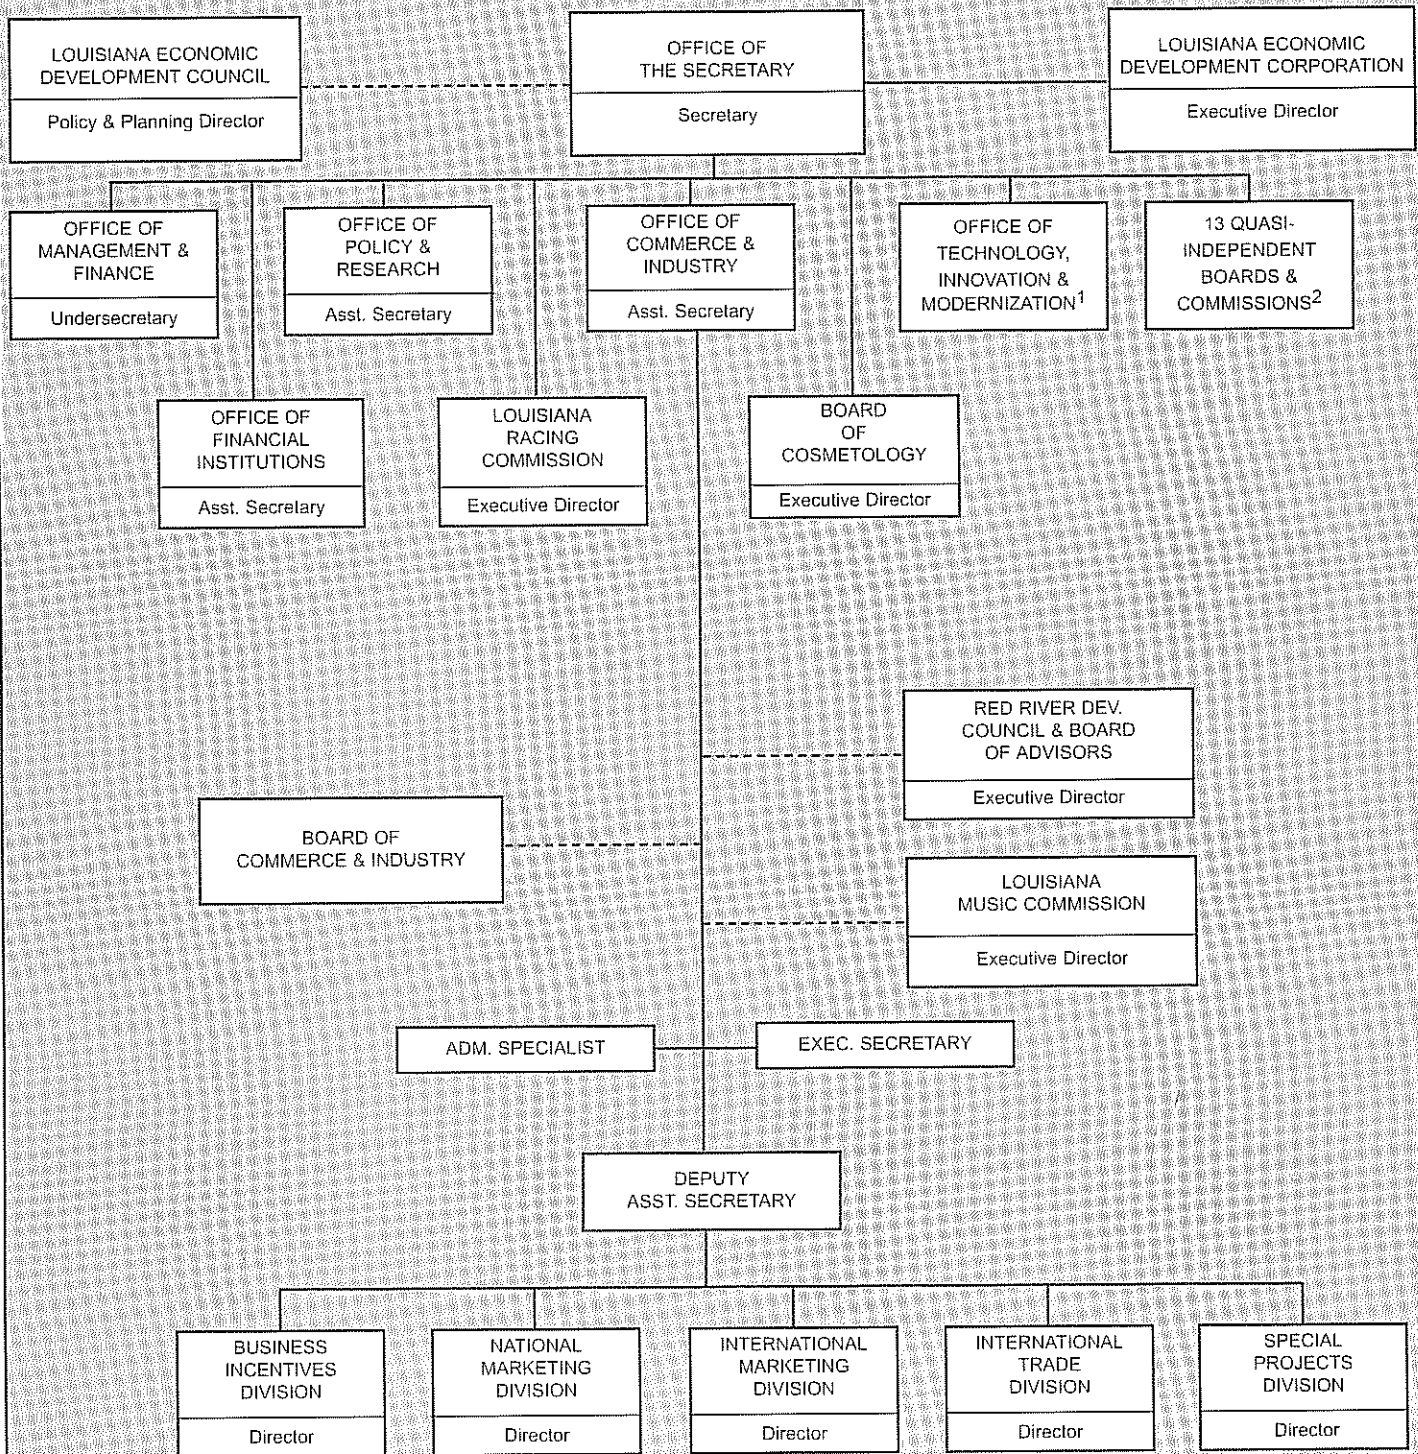 LOUISIANA ECONOMIC
DEVELOPMENT COUNCIL
Policy & Planning Director
OFFICE OF
THE SECRETARY
Secretary
LOUISIANA ECONOMIC
DEVELOPMENT CORPORATION
Executive Director
OFFICE OF
MANAGEMENT &
FINANCE
Undersecretary
OFFICE OF
POLICY &
RESEARCH
Asst. Secretary
OFFICE OF
COMMERCE &
INDUSTRY
Asst. Secretary
OFFICE OF
TECHNOLOGY,
INNOVATION &
MODERNIZATION1
13 QUASI-
INDEPENDENT
BOARDS &
COMMISSIONS2
OFFICE OF
FINANCIAL
INSTITUTIONS
Asst. Secretary
LOUISIANA
RACING
COMMISSION
Executive Director
BOARD
OF
COSMETOLOGY
Executive Director
RED RIVER DEV.
COUNCIL & BOARD
OF ADVISORS
Executive Director
BOARD OF
COMMERCE & INDUSTRY
LOUISIANA
MUSIC COMMISSION
Executive Director
ADM. SPECIALIST
EXEC. SECRETARY
DEPUTY
ASST. SECRETARY
BUSINESS
INCENTIVES
DIVISION
Director
NATIONAL
MARKETING
DIVISION
Director
INTERNATIONAL
MARKETING
DIVISION
Director
INTERNATIONAL
TRADE
DIVISION
Director
SPECIAL
PROJECTS
DIVISION
Director